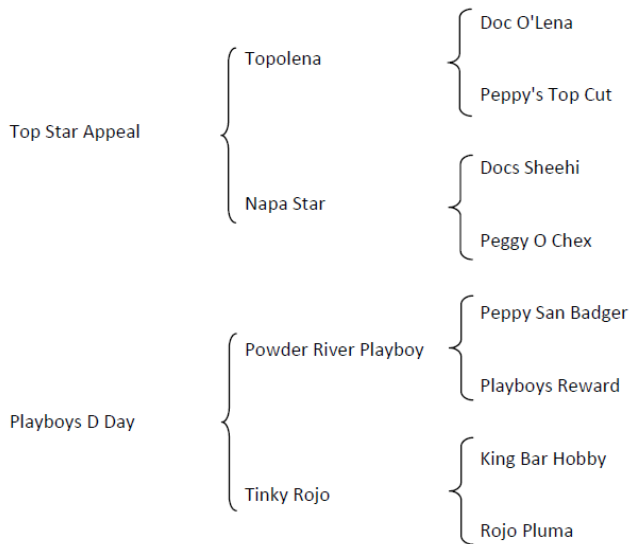 Doc O'Lena
Topolena
Peppy's Top Cut
Top Star Appeal
Docs Sheehi
Napa Star
Peggy O Chex
Peppy San Badger
Powder River Playboy
Playboys Reward
Playboys D Day
King Bar Hobby
Tinky Rojo
Rojo Pluma